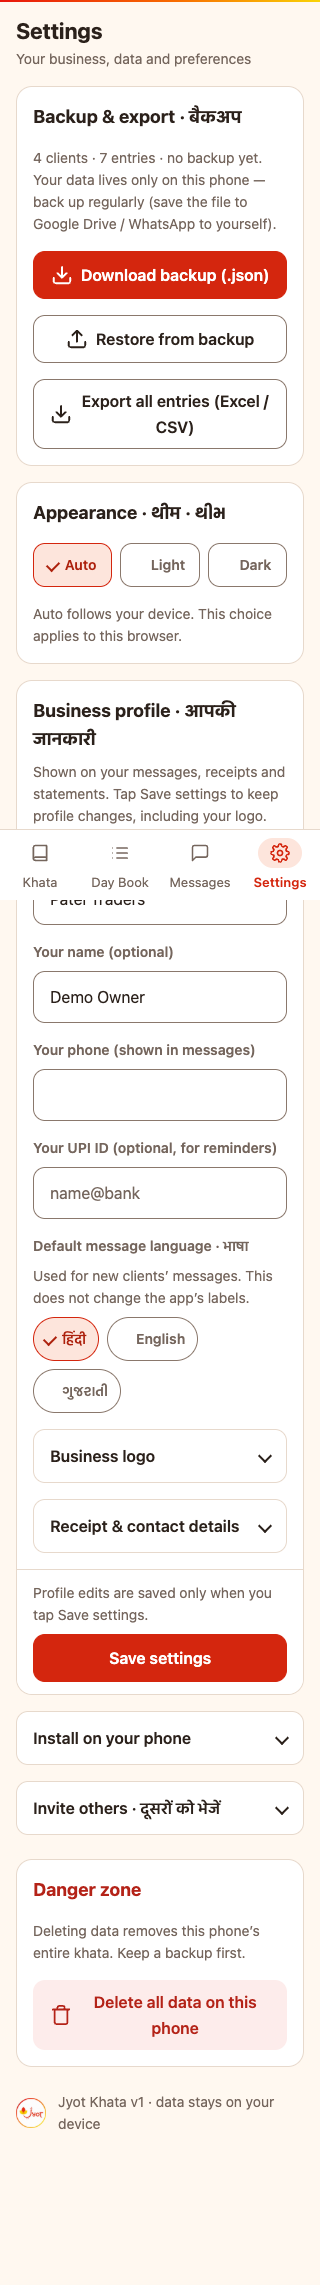 Settings
Your business, data and preferences
Backup & export · बैकअप
4 clients · 7 entries · no backup yet.
Your data lives only on this phone —
back up regularly (save the file to
Google Drive / WhatsApp to yourself).
Download backup (.json)
Restore from backup
Export all entries (Excel /
CSV)
Appearance · थीम · થીમ
Auto
Light
Dark
Auto follows your device. This choice
applies to this browser.
Business profile · आपकी
जानकारी
Shown on your messages, receipts and
statements. Tap Save settings to keep
profile changes, including your logo.
Khata
Day Book
Messages
Settings
Patel Traders
Your name (optional)
Demo Owner
Your phone (shown in messages)
Your UPI ID (optional, for reminders)
name@bank
Default message language · भाषा
Used for new clients’ messages. This
does not change the app’s labels.
हिंदी
English
ગુજરાતી
Business logo
Receipt & contact details
Profile edits are saved only when you
tap Save settings.
Save settings
Install on your phone
Invite others · दूसरों को भेजें
Danger zone
Deleting data removes this phone’s
entire khata. Keep a backup first.
Delete all data on this
phone
Jyot
Jyot Khata v1 · data stays on your
device